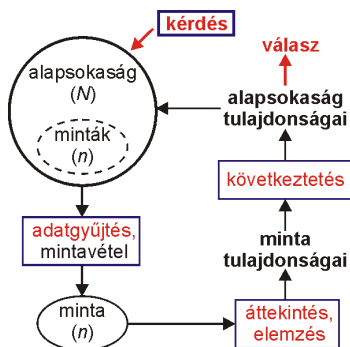 kérdés
válasz
alapsokaság
(N)
minták
(n)
alapsokaság
tulajdonságai
következtetés
adatgyűjtés,
mintavétel
minta
tulajdonságai
minta
(n)
áttekintés,
elemzés